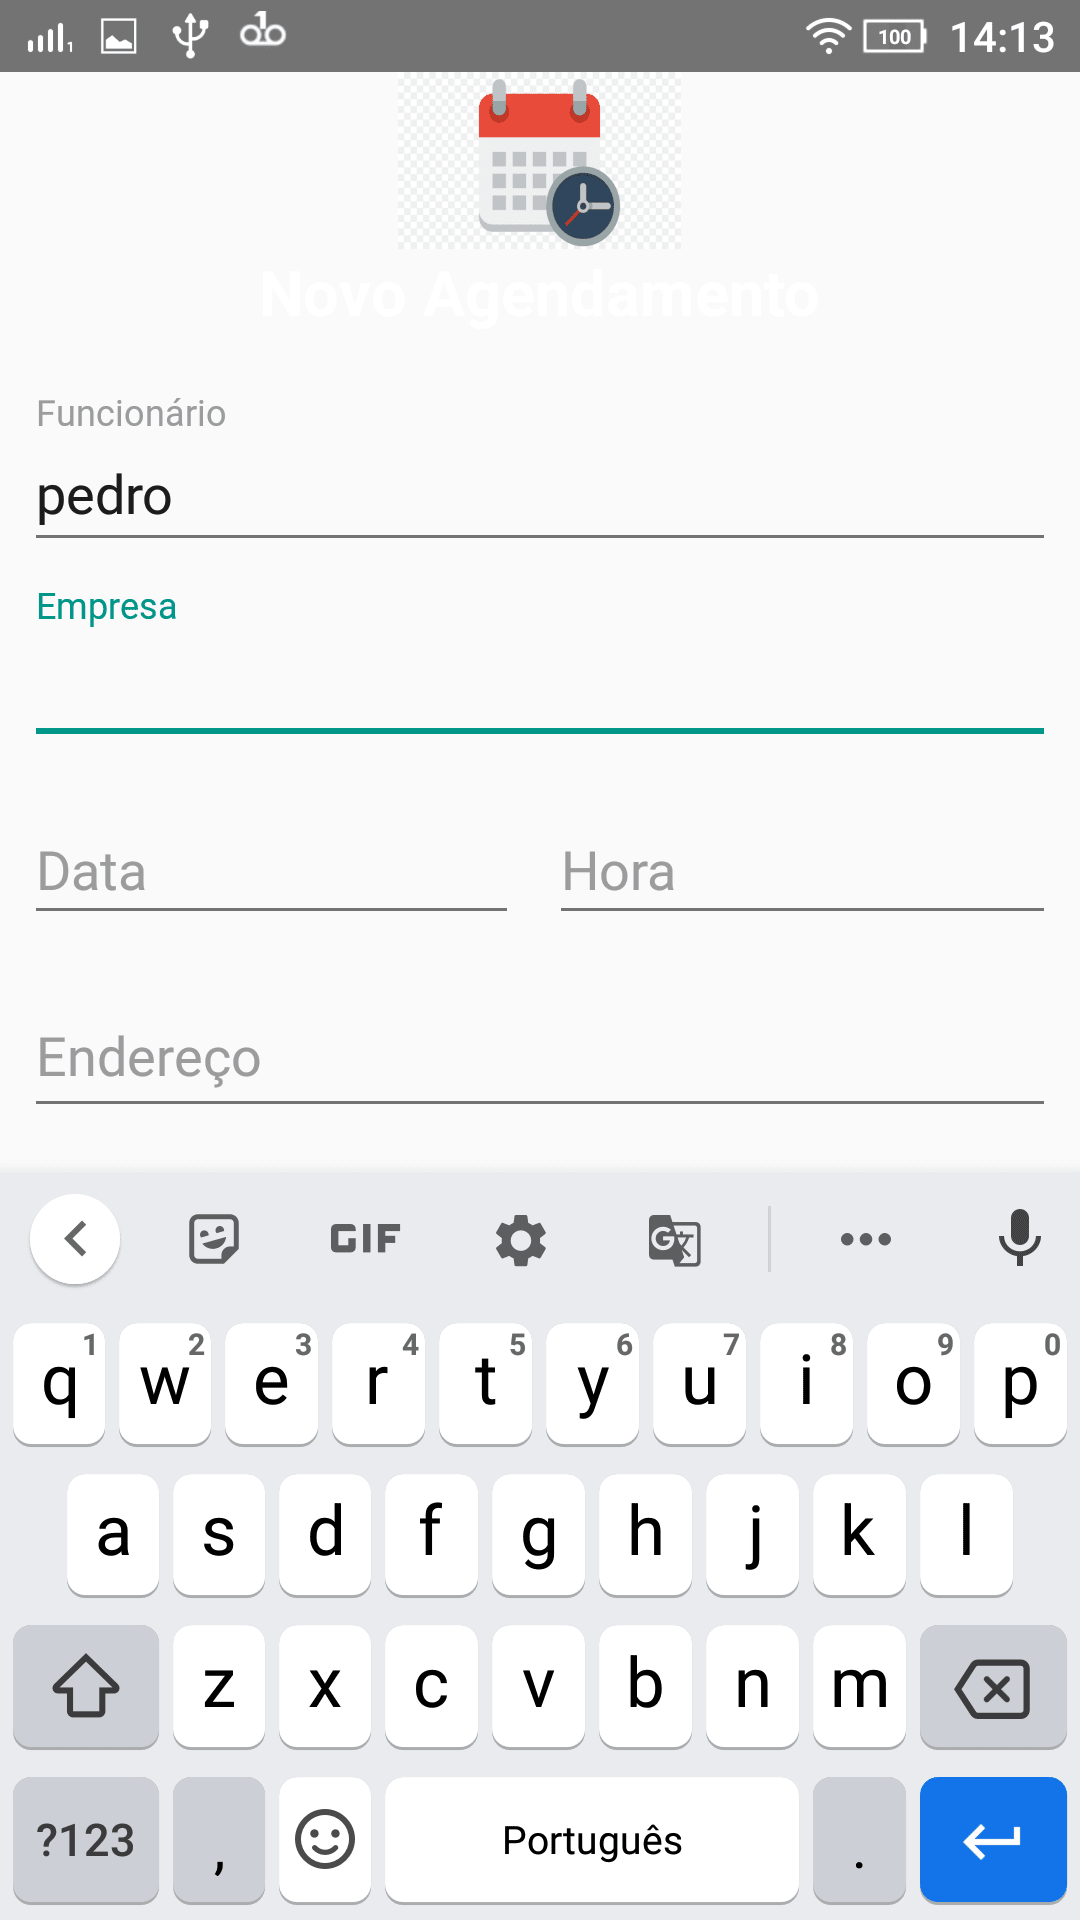 1 100 14:13
Novo Agendamento
Funcionário
pedro
Empresa
Data Hora
Endereço
GIF G
1 2 3 4 5 6 7 8 9 0
q w e r t y u i o p
a s d f g h j k l
z x c v b n m
?123 , Português .